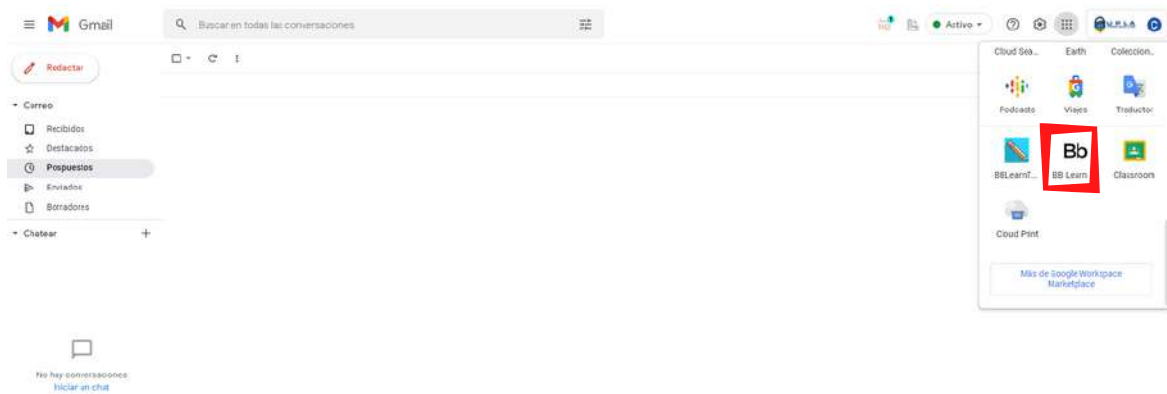 Gmail
Buscar en todas las conversaciones
Activo
U.P.S.A
Redactar
Cloud Sea...
Earth
Coleccion...
Correo
Podcasts
Viajes
Traductor
Recibidos
Destacados
Pospuestos
Enviados
Borradores
Bb
BBLearnT...
BB Learn
Classroom
Chatear
Cloud Print
Más de Google Workspace
Marketplace
No hay conversaciones
Iniciar un chat